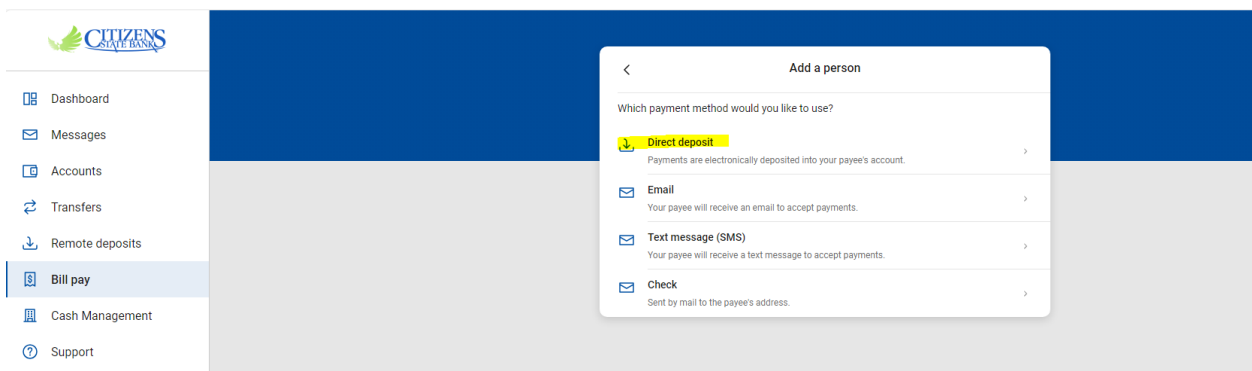 CITIZENS
STATE BANKS
Dashboard
Messages
Accounts
Transfers
Remote deposits
Bill pay
Cash Management
Support
Add a person
Which payment method would you like to use?
Direct deposit
Payments are electronically deposited into your payee's account.
Email
Your payee will receive an email to accept payments.
Text message (SMS)
Your payee will receive a text message to accept payments.
Check
Sent by mail to the payee's address.